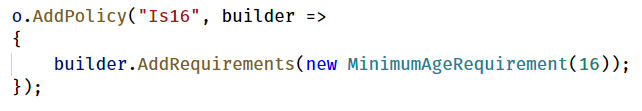 o.AddPolicy("Is16", builder =>
{
    builder.AddRequirements(new MinimumAgeRequirement(16));
});